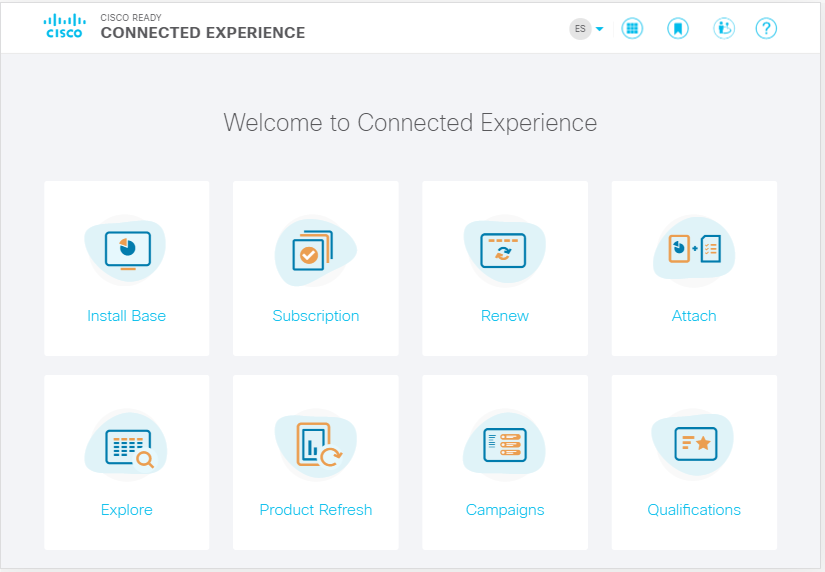 CISCO
CISCO READY
CONNECTED EXPERIENCE
ES
?
Welcome to Connected Experience
Install Base
Subscription
Renew
Attach
Explore
Product Refresh
Campaigns
Qualifications